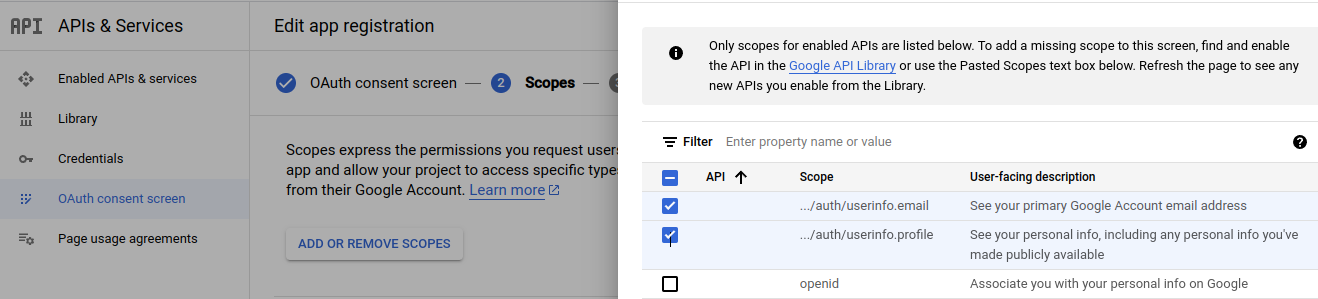 API APIs & Services
Enabled APIs & services
Library
Credentials
OAuth consent screen
Page usage agreements
Edit app registration
OAuth consent screen — 2 Scopes —
Scopes express the permissions you request users
app and allow your project to access specific type
from their Google Account. Learn more
ADD OR REMOVE SCOPES
Only scopes for enabled APIs are listed below. To add a missing scope to this screen, find and enable
the API in the Google API Library or use the Pasted Scopes text box below. Refresh the page to see any
new APIs you enable from the Library.
Filter Enter property name or value
API Scope User-facing description
.../auth/userinfo.email See your primary Google Account email address
.../auth/userinfo.profile See your personal info, including any personal info you've
made publicly available
openid Associate you with your personal info on Google